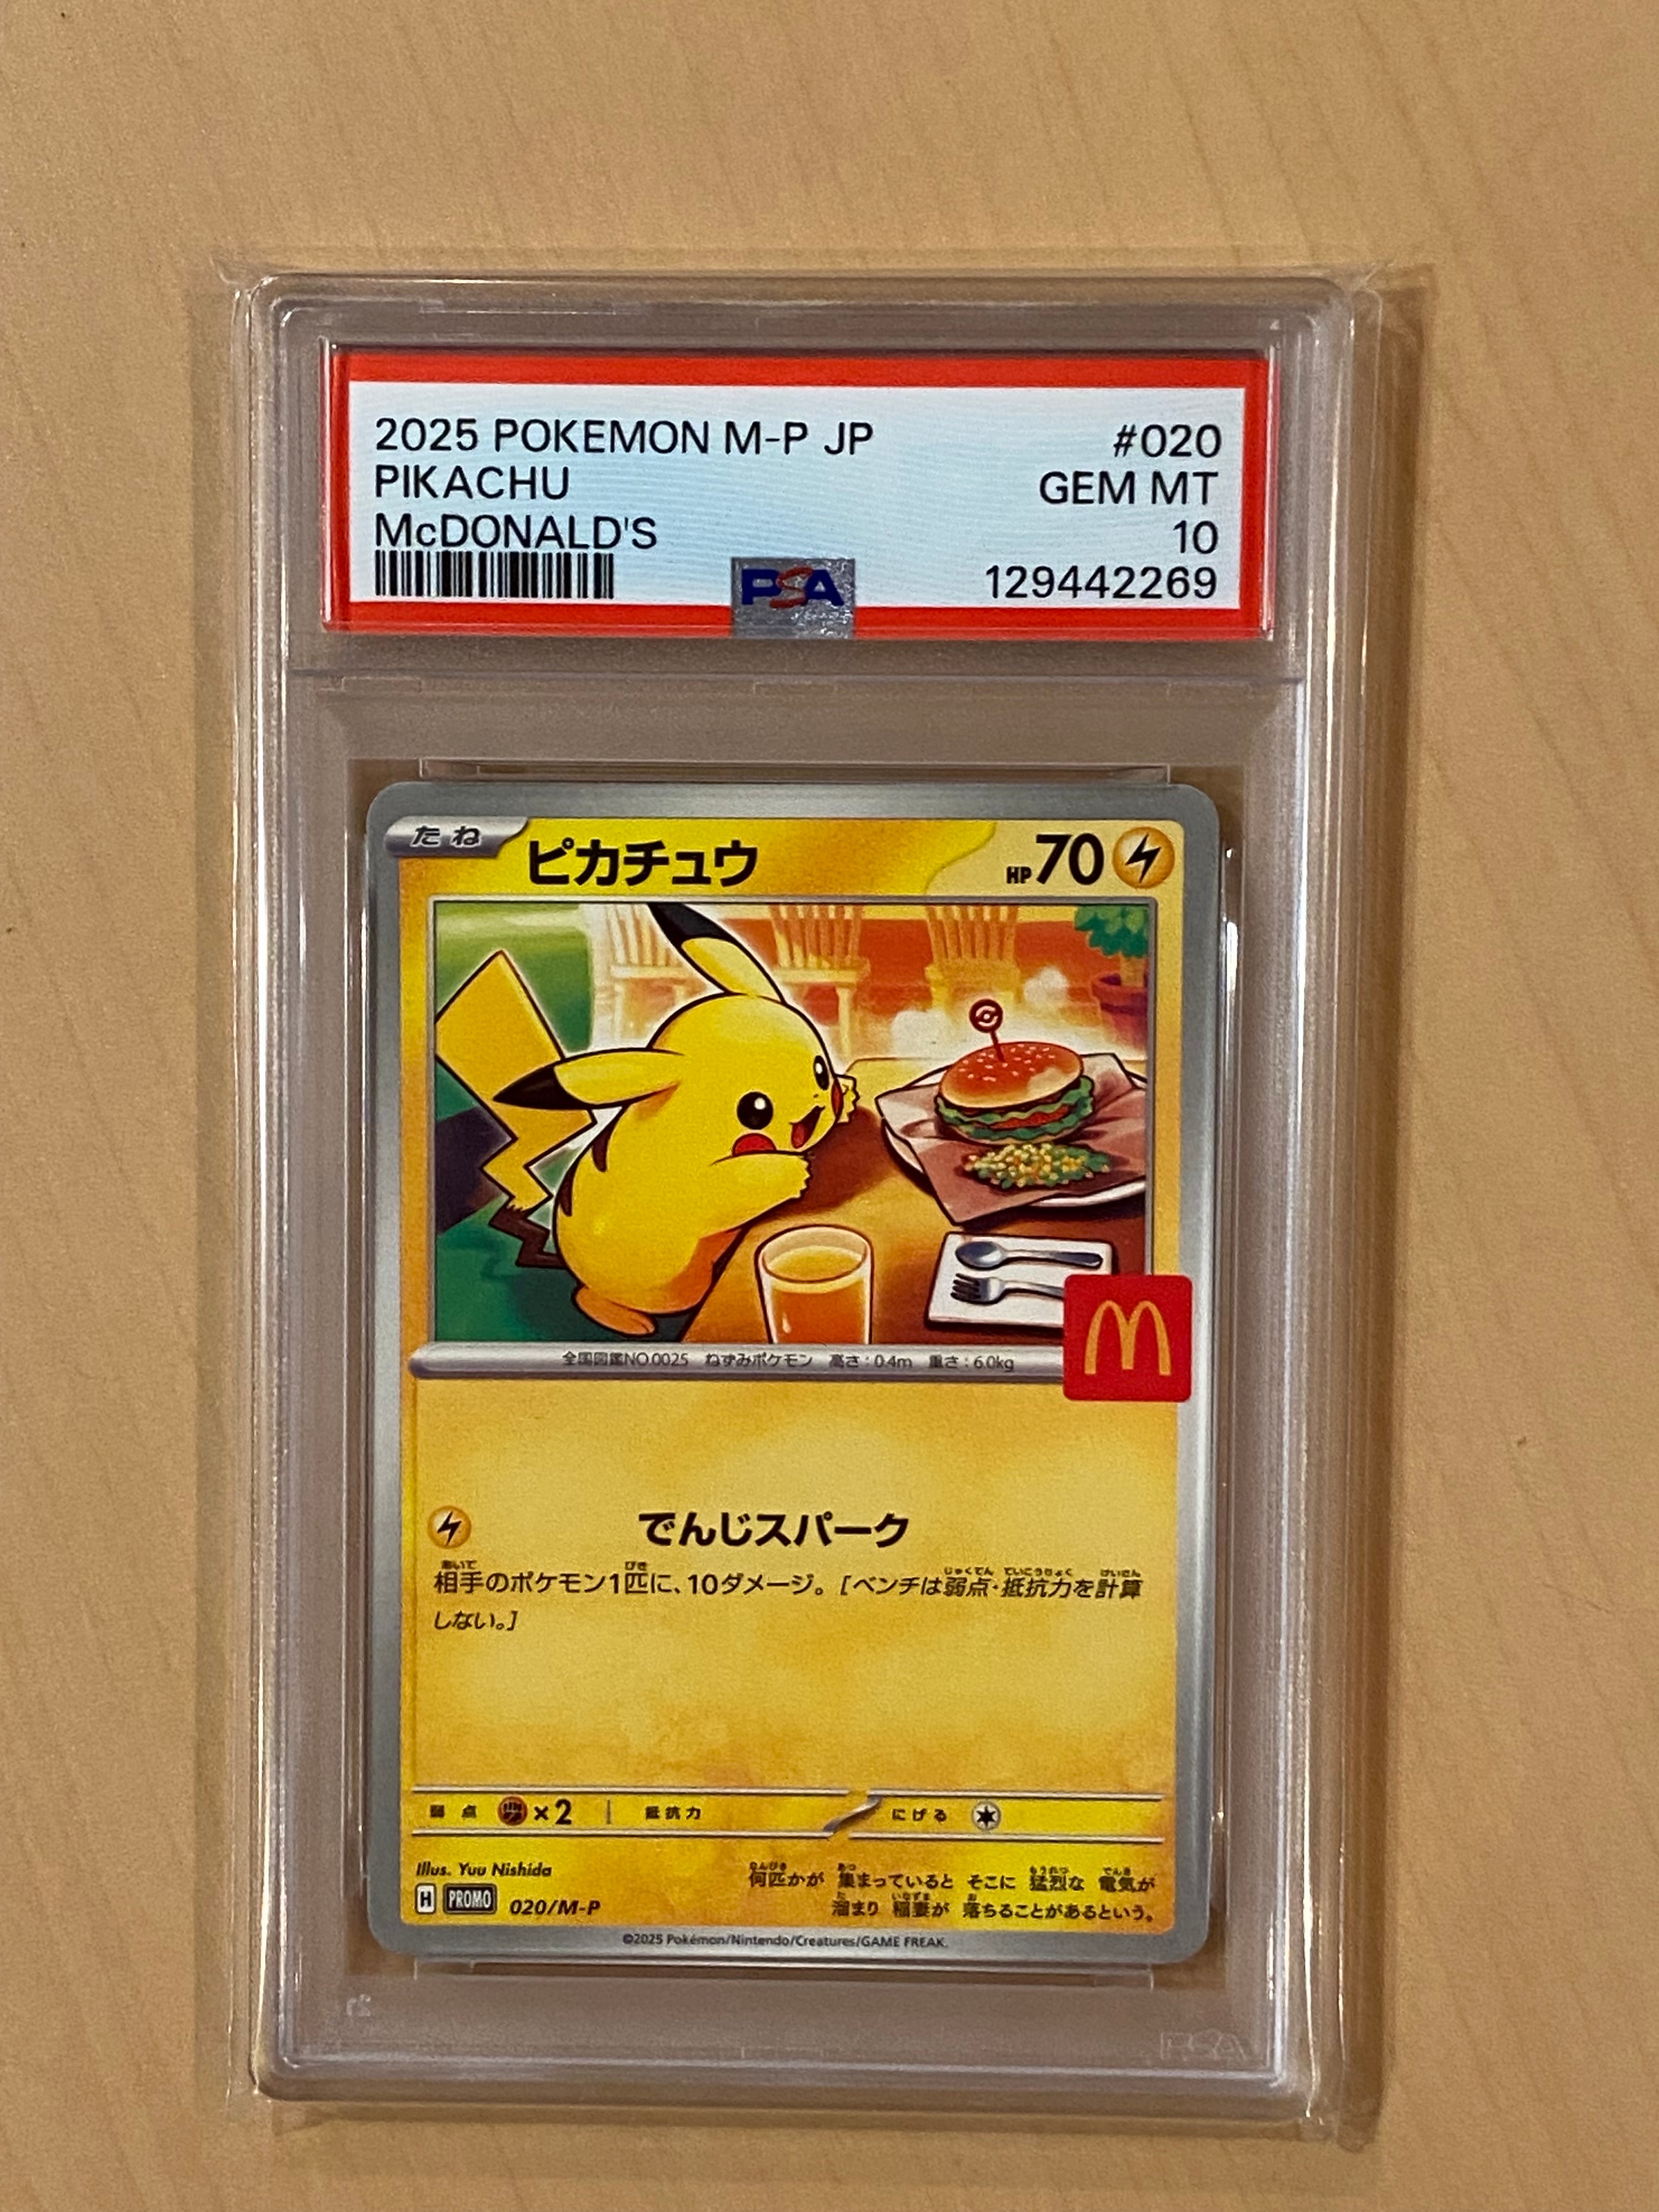 2025 POKEMON M-P JP #020
PIKACHU GEM MT
McDONALD'S 10
PSA 129442269
たね ピカチュウ HP70
全国図鑑NO.0025 ねずみポケモン 高さ:0.4m 重さ:6.0kg
M
でんじスパーク
相手のポケモン1匹に、10ダメージ。[ベンチは弱点・抵抗力を計算
しない。]
弱点 ×2 抵抗力 にげる
Illus. Yuu Nishida
H PROMO 020/M-P
何匹かが 集まっていると そこに 猛烈な 電気が
溜まり 稲妻が 落ちることがあるという。
©2025 Pokémon/Nintendo/Creatures/GAME FREAK.
PSA